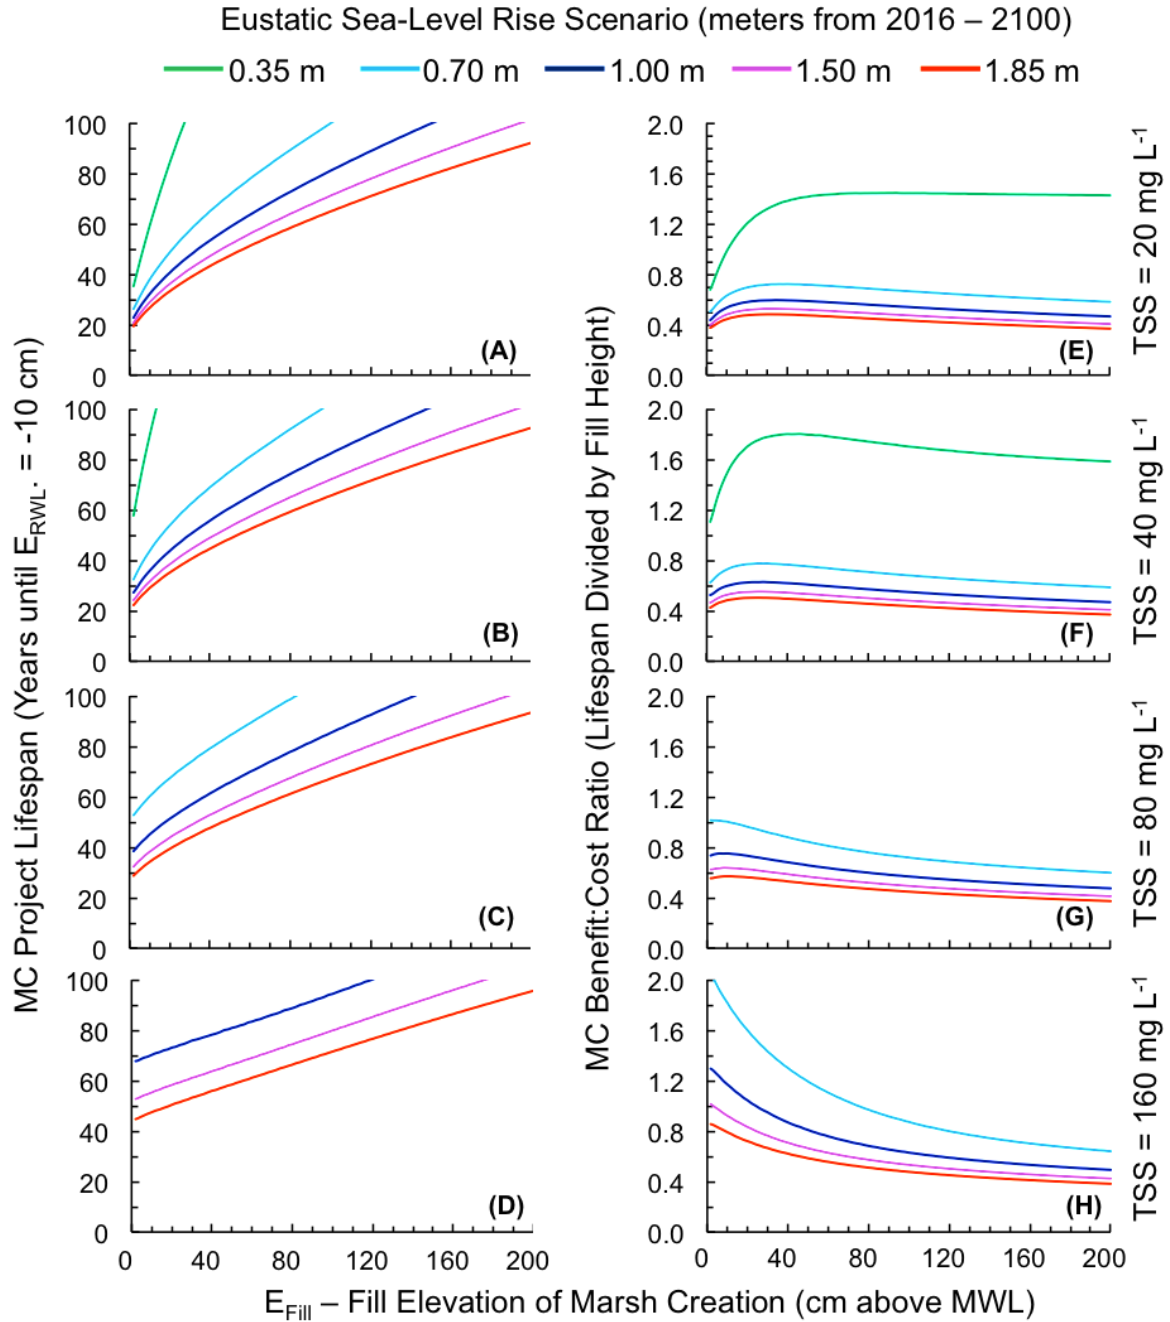 Eustatic Sea-Level Rise Scenario (meters from 2016 – 2100)
0.35 m 0.70 m 1.00 m 1.50 m 1.85 m
MC Project Lifespan (Years until E_RWL. = -10 cm)
100
80
60
40
20
0
(A)
100
80
60
40
20
0
(B)
100
80
60
40
20
0
(C)
100
80
60
40
20
0
(D)
0 40 80 120 160 200
MC Benefit:Cost Ratio (Lifespan Divided by Fill Height)
2.0
1.6
1.2
0.8
0.4
0.0
(E)
TSS = 20 mg L⁻¹
2.0
1.6
1.2
0.8
0.4
0.0
(F)
TSS = 40 mg L⁻¹
2.0
1.6
1.2
0.8
0.4
0.0
(G)
TSS = 80 mg L⁻¹
2.0
1.6
1.2
0.8
0.4
0.0
(H)
TSS = 160 mg L⁻¹
0 40 80 120 160 200
E_Fill – Fill Elevation of Marsh Creation (cm above MWL)